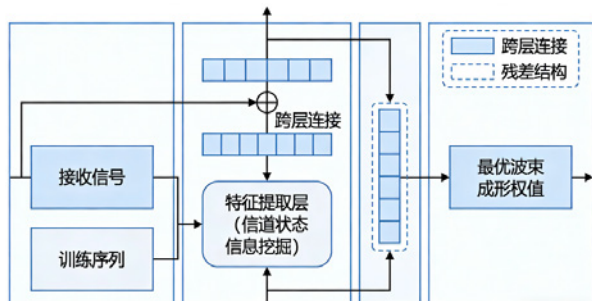 跨层连接
残差结构
跨层连接
接收信号
训练序列
特征提取层
（信道状态
信息挖掘）
最优波束
成形权值